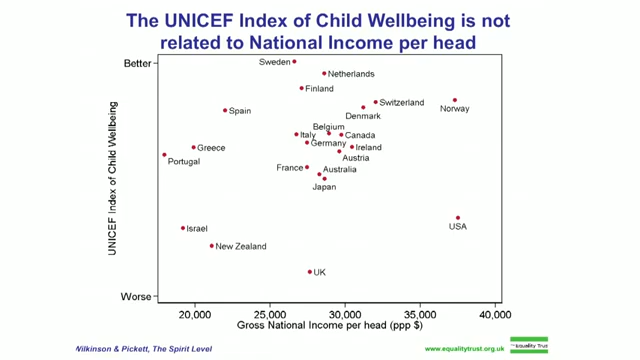 The UNICEF Index of Child Wellbeing is not
related to National Income per head
Better
Sweden
Netherlands
Finland
Switzerland
Norway
Spain
Denmark
Belgium
Italy
Canada
Germany
Ireland
Greece
Austria
Portugal
France
Australia
Japan
USA
Israel
New Zealand
UK
Worse
UNICEF Index of Child Wellbeing
20,000 25,000 30,000 35,000 40,000
Gross National Income per head (ppp $)
Wilkinson & Pickett, The Spirit Level
www.equalitytrust.org.uk
The Equality Trust